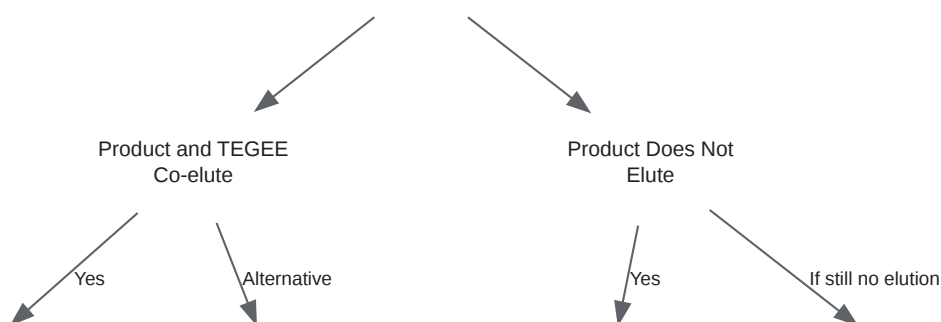 Product and TEGEE
Co-elute
Product Does Not
Elute
Yes
Alternative
Yes
If still no elution